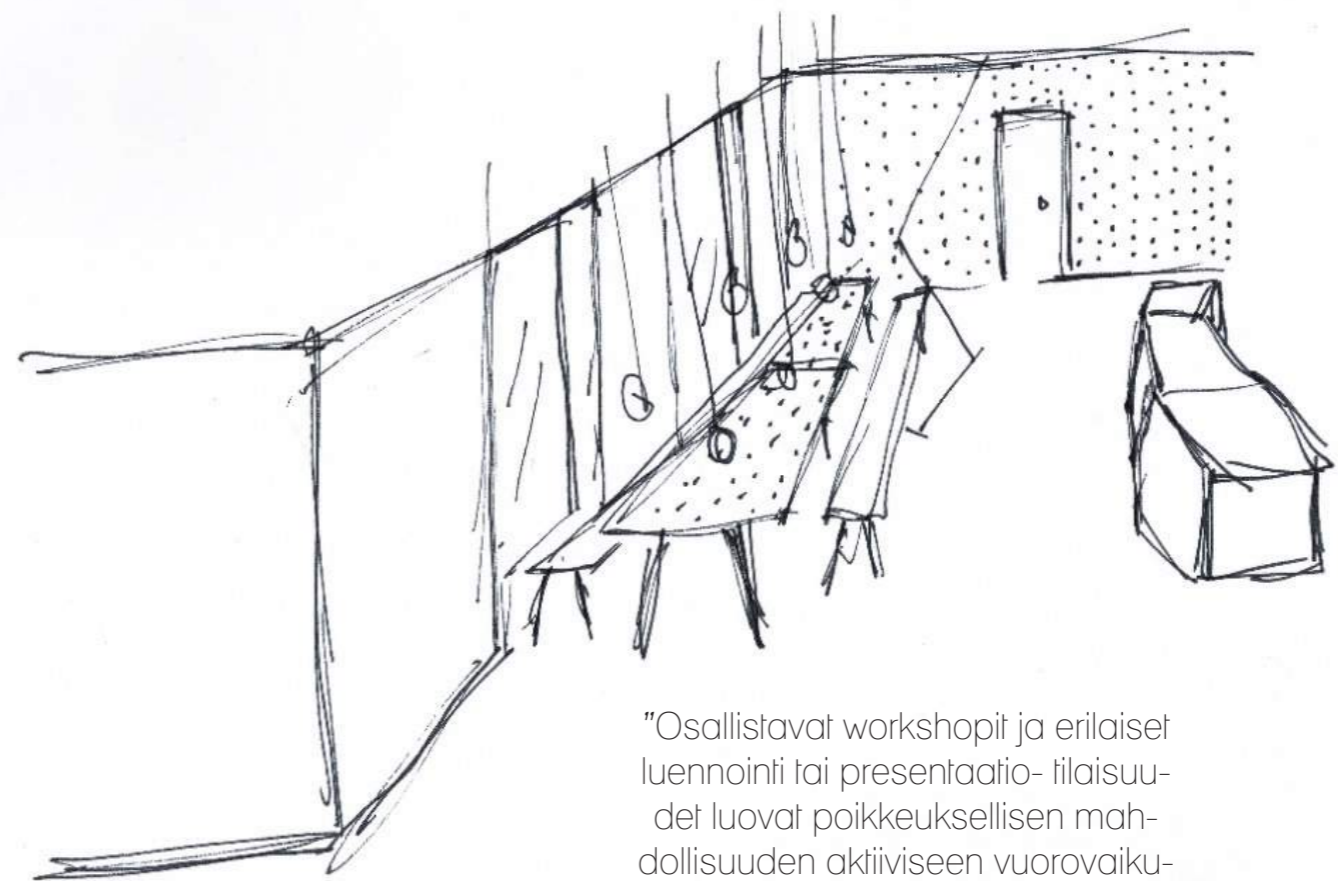 "Osallistavat workshopit ja erilaiset
luennointi tai presentaatio- tilaisuu-
det luovat poikkeuksellisen mah-
dollisuuden aktiiviseen vuorovaiku-